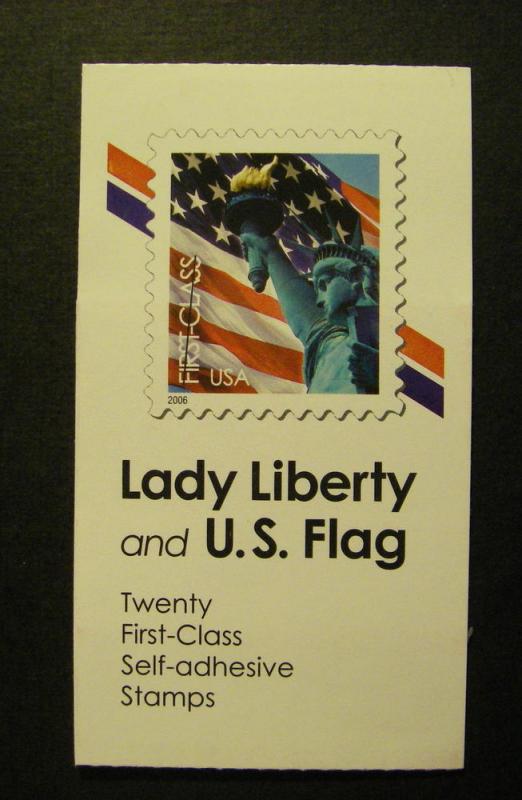 FIRST-CLASS
USA
2006
Lady Liberty
and U.S. Flag
Twenty
First-Class
Self-adhesive
Stamps